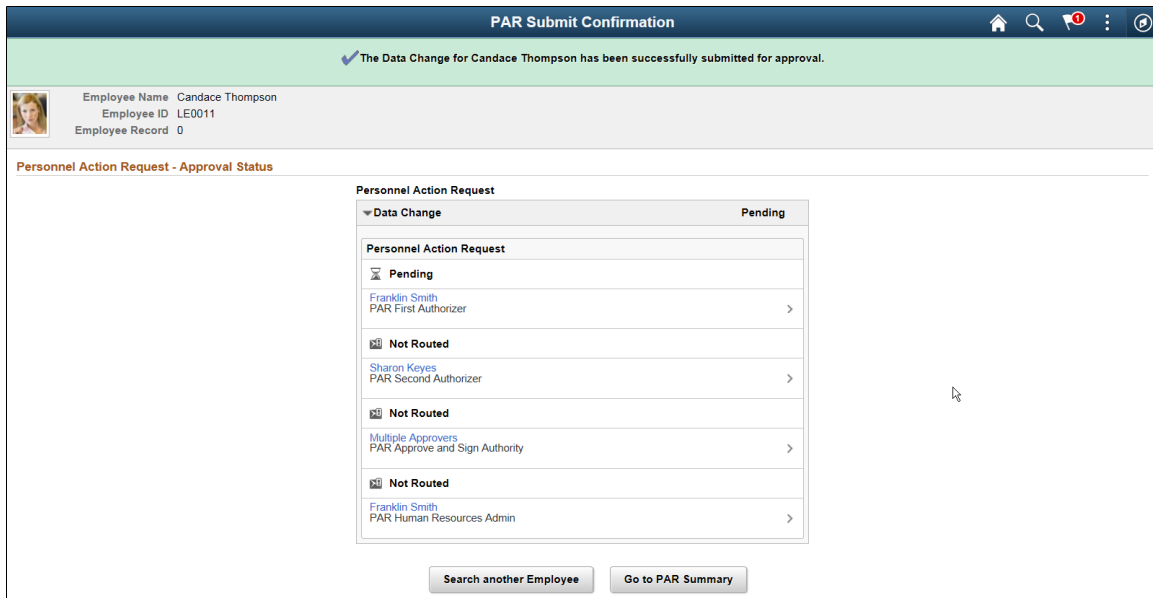 PAR Submit Confirmation
1
The Data Change for Candace Thompson has been successfully submitted for approval.
Employee Name Candace Thompson
Employee ID LE0011
Employee Record 0
Personnel Action Request - Approval Status
Personnel Action Request
Data Change Pending
Personnel Action Request
Pending
Franklin Smith
PAR First Authorizer
Not Routed
Sharon Keyes
PAR Second Authorizer
Not Routed
Multiple Approvers
PAR Approve and Sign Authority
Not Routed
Franklin Smith
PAR Human Resources Admin
Search another Employee Go to PAR Summary